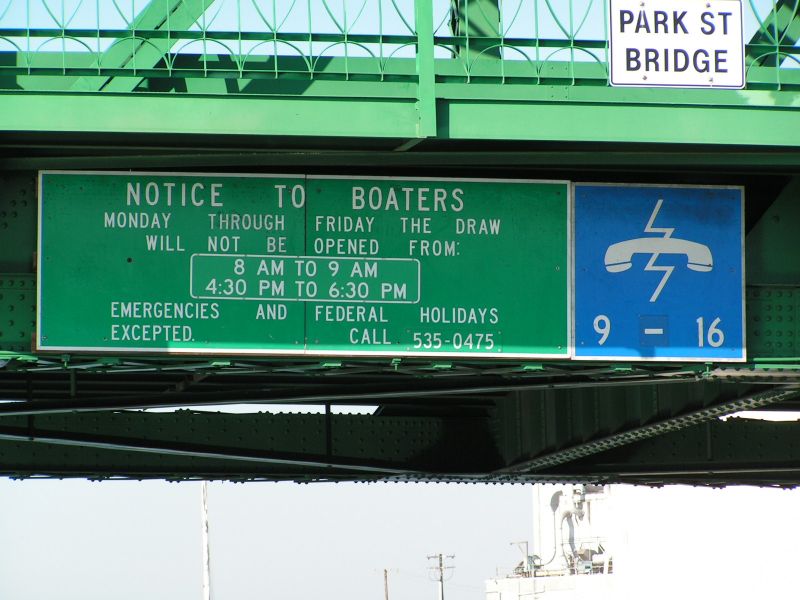 PARK ST
BRIDGE
NOTICE TO BOATERS
MONDAY THROUGH FRIDAY THE DRAW
WILL NOT BE OPENED FROM:
8 AM TO 9 AM
4:30 PM TO 6:30 PM
EMERGENCIES AND FEDERAL HOLIDAYS
EXCEPTED. CALL 535-0475
9 - 16